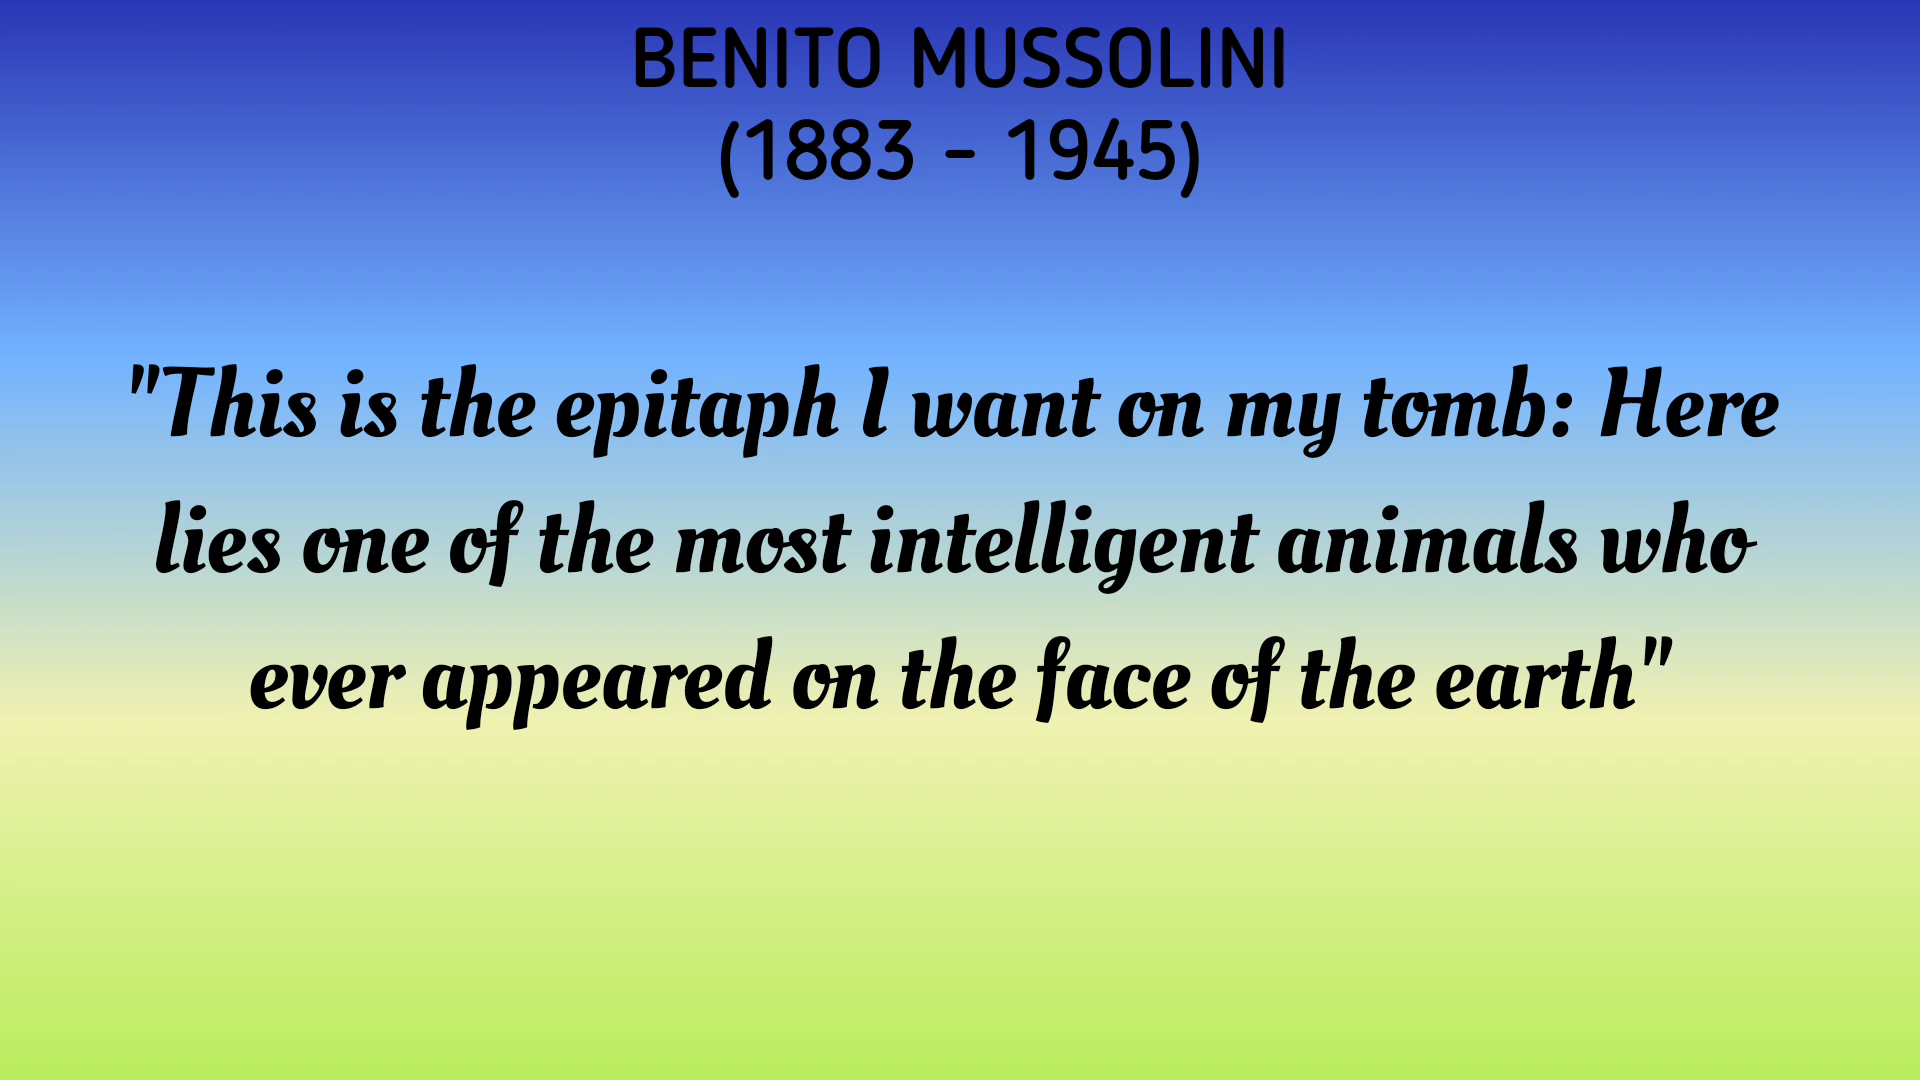 BENITO MUSSOLINI
(1883 - 1945)
"This is the epitaph I want on my tomb: Here
lies one of the most intelligent animals who
ever appeared on the face of the earth"